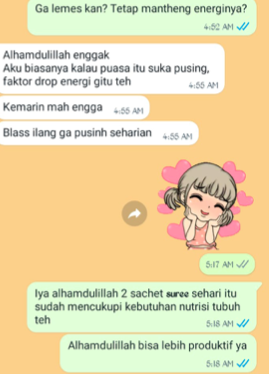 Ga lemes kan? Tetap mantheng energinya?
4:52 AM
Alhamdulillah enggak
Aku biasanya kalau puasa itu suka pusing,
faktor drop energi gitu teh
4:55 AM
Kemarin mah engga
4:55 AM
Blass ilang ga pusinh seharian
4:55 AM
5:17 AM
Iya alhamdulillah 2 sachet suree sehari itu
sudah mencukupi kebutuhan nutrisi tubuh
teh
5:18 AM
Alhamdulillah bisa lebih produktif ya
5:18 AM